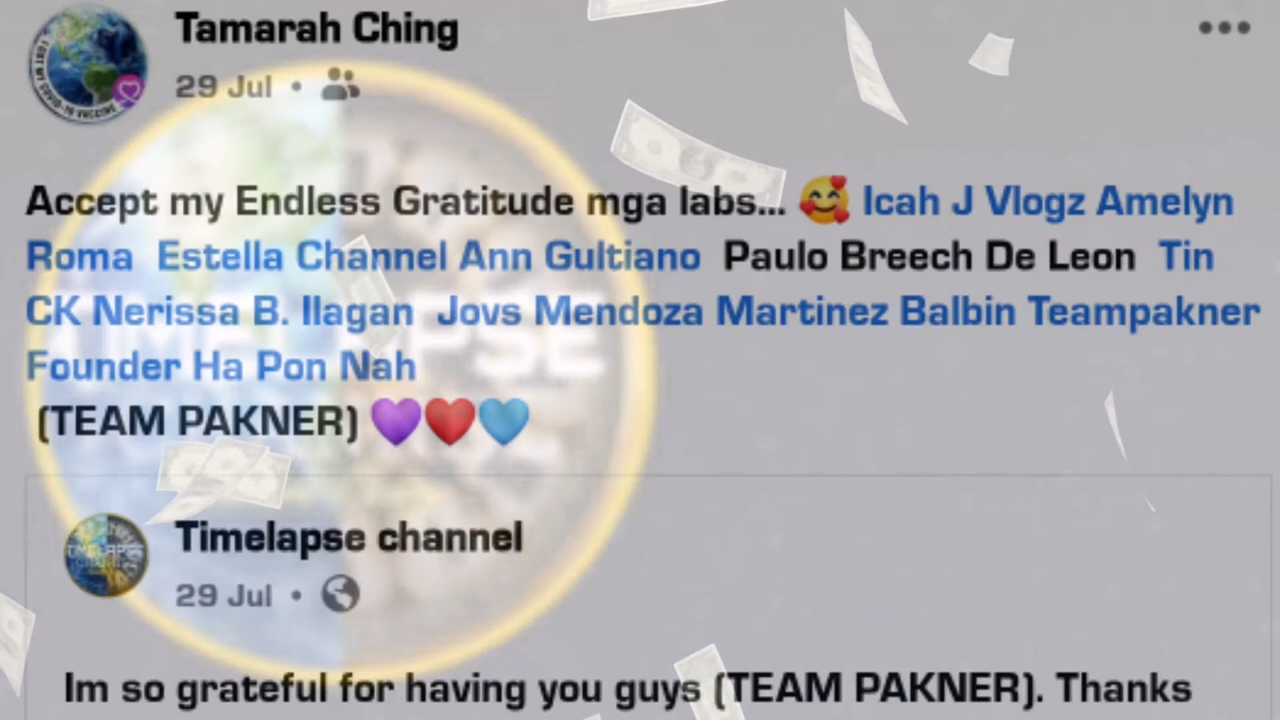 Tamarah Ching
29 Jul •
Accept my Endless Gratitude mga labs... 🥰 Icah J Vlogz Amelyn
Roma Estella Channel Ann Gultiano Paulo Breech De Leon Tin
CK Nerissa B. Ilagan Jovs Mendoza Martinez Balbin Teampakner
Founder Ha Pon Nah
(TEAM PAKNER) 💜❤️💙
Timelapse channel
29 Jul •
Im so grateful for having you guys (TEAM PAKNER). Thanks